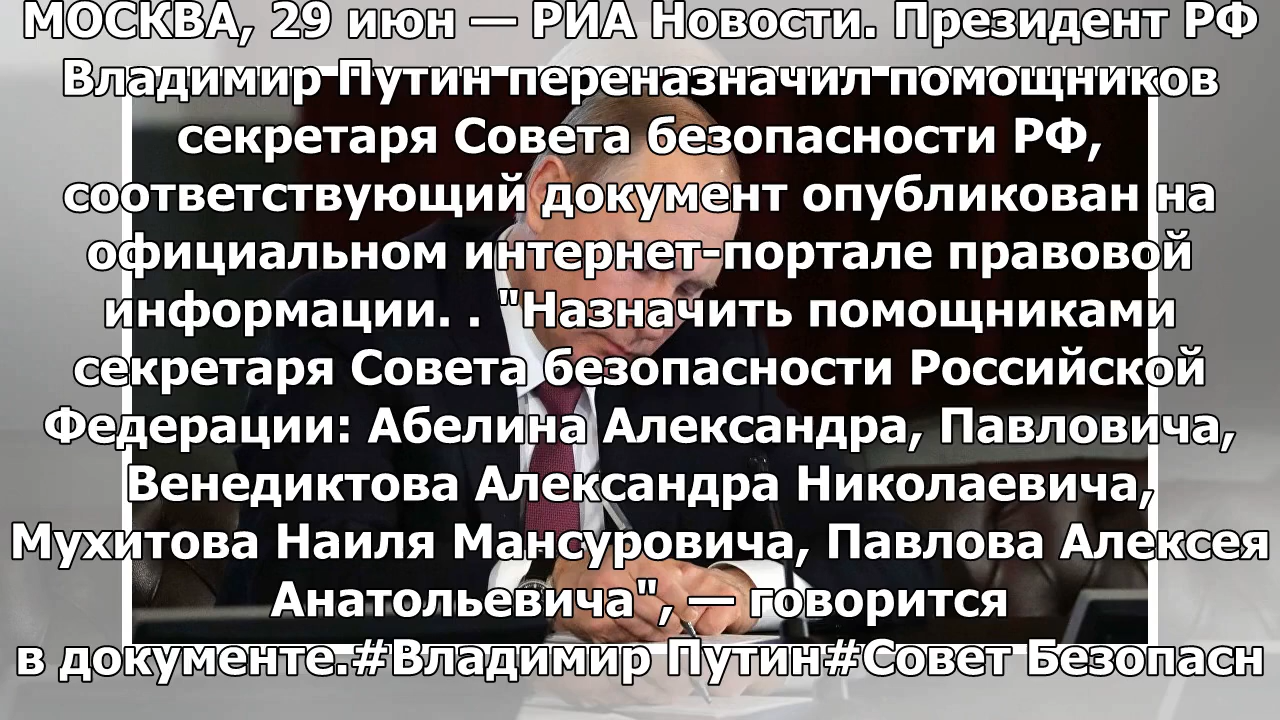 МОСКВА, 29 июн — РИА Новости. Президент РФ
Владимир Путин переназначил помощников
секретаря Совета безопасности РФ,
соответствующий документ опубликован на
официальном интернет-портале правовой
информации. . "Назначить помощниками
секретаря Совета безопасности Российской
Федерации: Абелина Александра, Павловича,
Венедиктова Александра Николаевича,
Мухитова Наиля Мансуровича, Павлова Алексея
Анатольевича", — говорится
в документе.#Владимир Путин#Совет Безопасн